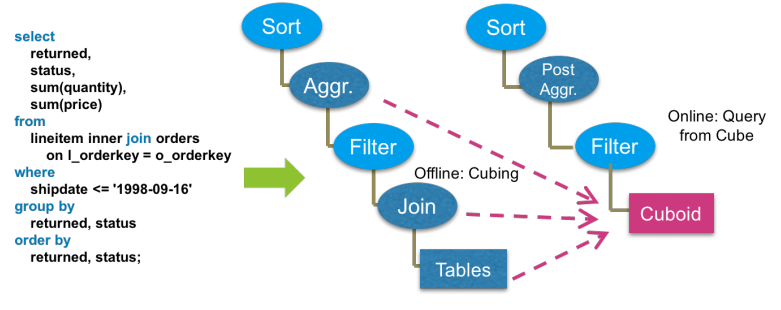 select
returned,
status,
sum(quantity),
sum(price)
from
lineitem inner join orders
on l_orderkey = o_orderkey
where
shipdate <= '1998-09-16'
group by
returned, status
order by
returned, status;
Sort
Aggr.
Filter
Offline: Cubing
Join
Tables
Sort
Post
Aggr.
Filter
Online: Query
from Cube
Cuboid